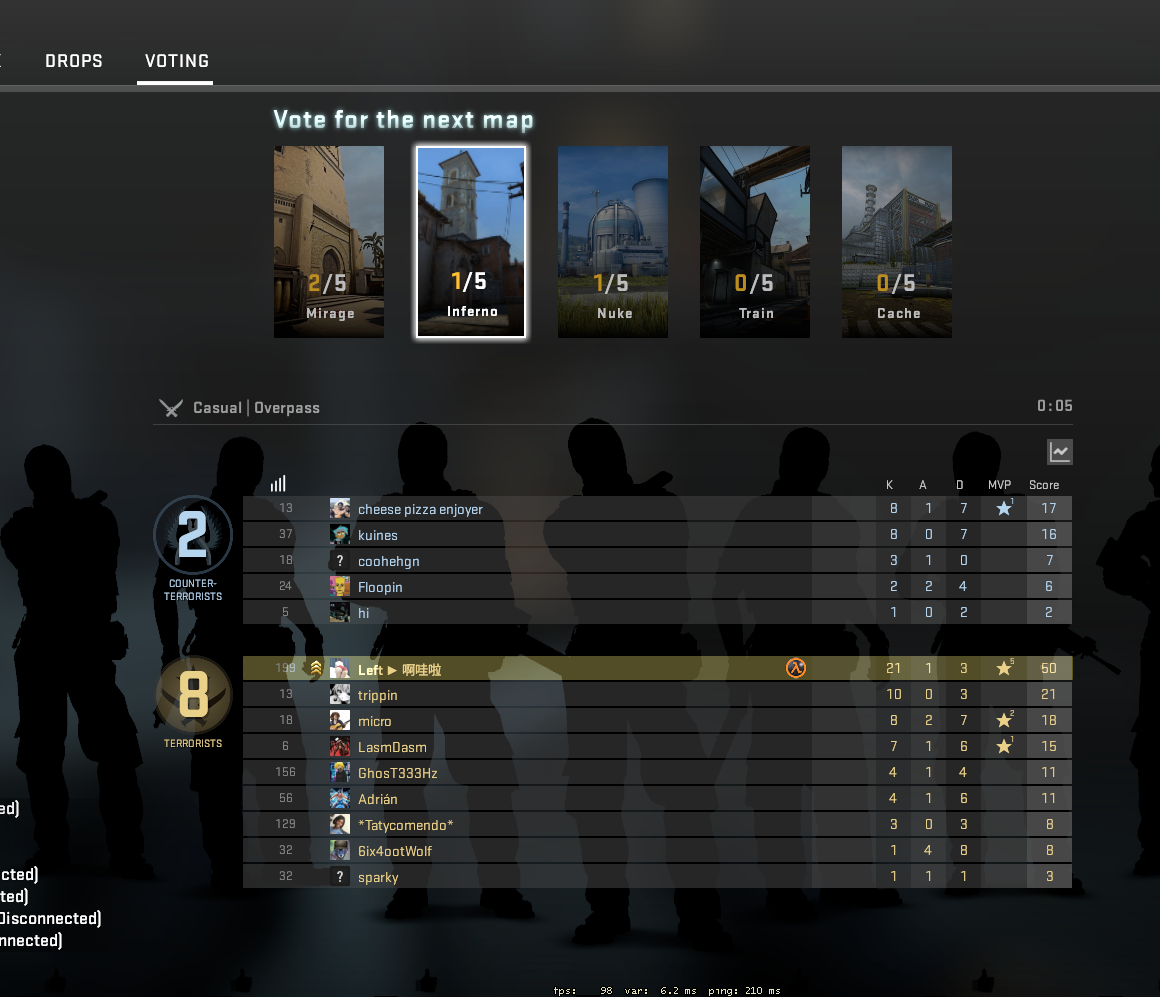 DROPS VOTING
Vote for the next map
2/5 1/5 1/5 0/5 0/5
Mirage Inferno Nuke Train Cache
Casual | Overpass 0:05
K A D MVP Score
2
COUNTER-
TERRORISTS
13 cheese pizza enjoyer 8 1 7 1 17
37 kuines 8 0 7 16
18 ? coohehgn 3 1 0 7
24 Floopin 2 2 4 6
5 hi 1 0 2 2
8
TERRORISTS
199 Left ► 啊哇啦 21 1 3 5 50
13 trippin 10 0 3 21
18 micro 8 2 7 2 18
6 LasmDasm 7 1 6 1 15
156 GhosT333Hz 4 1 4 11
56 Adrián 4 1 6 11
129 *Tatycomendo* 3 0 3 8
32 6ix4ootWolf 1 4 8 8
32 ? sparky 1 1 1 3
ed)
cted)
ted)
Disconnected)
nnected)
fps: 98 var: 6.2 ms ping: 210 ms